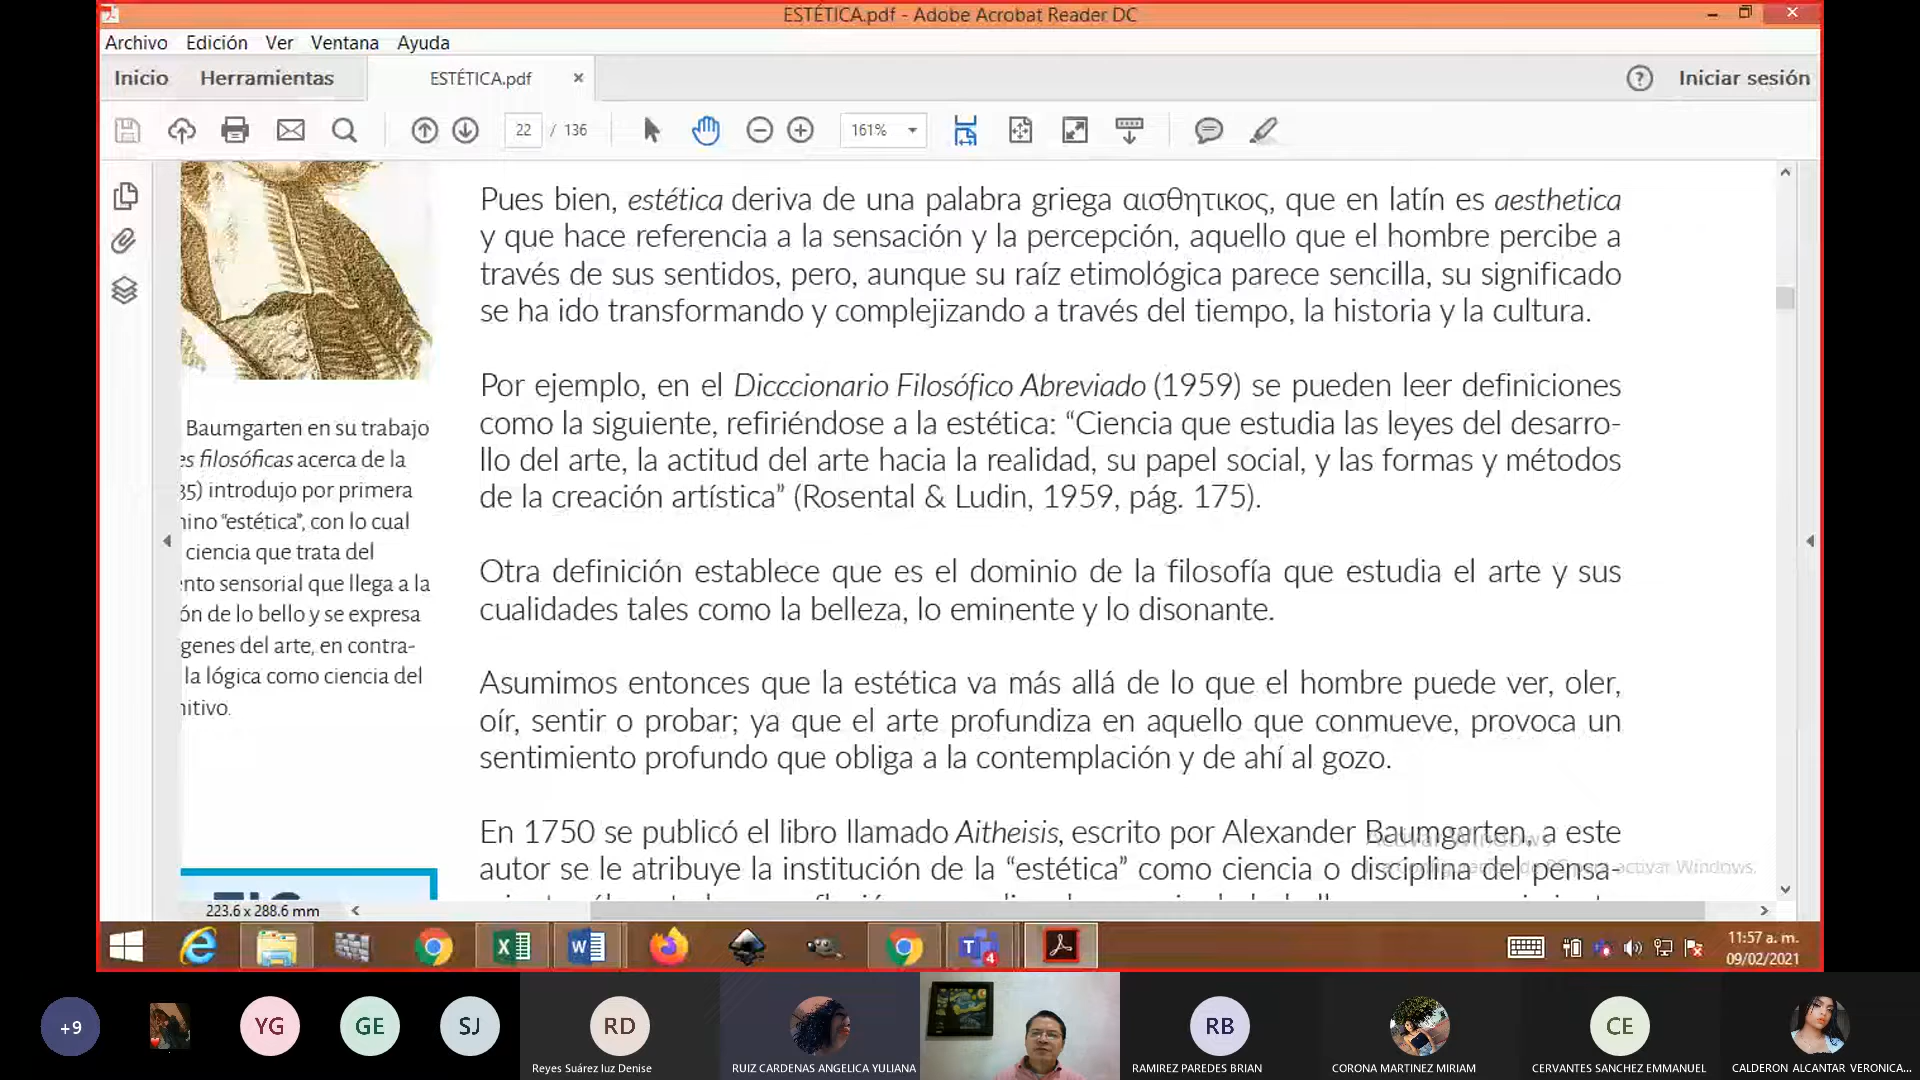 ESTÉTICA.pdf - Adobe Acrobat Reader DC
Archivo Edición Ver Ventana Ayuda
Inicio Herramientas ESTÉTICA.pdf × ? Iniciar sesión
22 / 136 161%
Pues bien, estética deriva de una palabra griega αισθητικος, que en latín es aesthetica
y que hace referencia a la sensación y la percepción, aquello que el hombre percibe a
través de sus sentidos, pero, aunque su raíz etimológica parece sencilla, su significado
se ha ido transformando y complejizando a través del tiempo, la historia y la cultura.
Por ejemplo, en el Dicccionario Filosófico Abreviado (1959) se pueden leer definiciones
como la siguiente, refiriéndose a la estética: “Ciencia que estudia las leyes del desarro-
llo del arte, la actitud del arte hacia la realidad, su papel social, y las formas y métodos
de la creación artística” (Rosental & Ludin, 1959, pág. 175).
Otra definición establece que es el dominio de la filosofía que estudia el arte y sus
cualidades tales como la belleza, lo eminente y lo disonante.
Asumimos entonces que la estética va más allá de lo que el hombre puede ver, oler,
oír, sentir o probar; ya que el arte profundiza en aquello que conmueve, provoca un
sentimiento profundo que obliga a la contemplación y de ahí al gozo.
En 1750 se publicó el libro llamado Aitheisis, escrito por Alexander Baumgarten, a este
autor se le atribuye la institución de la “estética” como ciencia o disciplina del pensa-
Baumgarten en su trabajo
es filosóficas acerca de la
35) introdujo por primera
mino “estética”, con lo cual
ciencia que trata del
ento sensorial que llega a la
ón de lo bello y se expresa
genes del arte, en contra-
la lógica como ciencia del
nitivo.
Activar Windows
activar Windows.
223.6 x 288.6 mm
4
11:57 a. m.
09/02/2021
+9
YG
GE
SJ
RD
Reyes Suárez luz Denise
RUIZ CARDENAS ANGELICA YULIANA
RB
RAMIREZ PAREDES BRIAN
CORONA MARTINEZ MIRIAM
CE
CERVANTES SANCHEZ EMMANUEL
CALDERON ALCANTAR VERONICA...